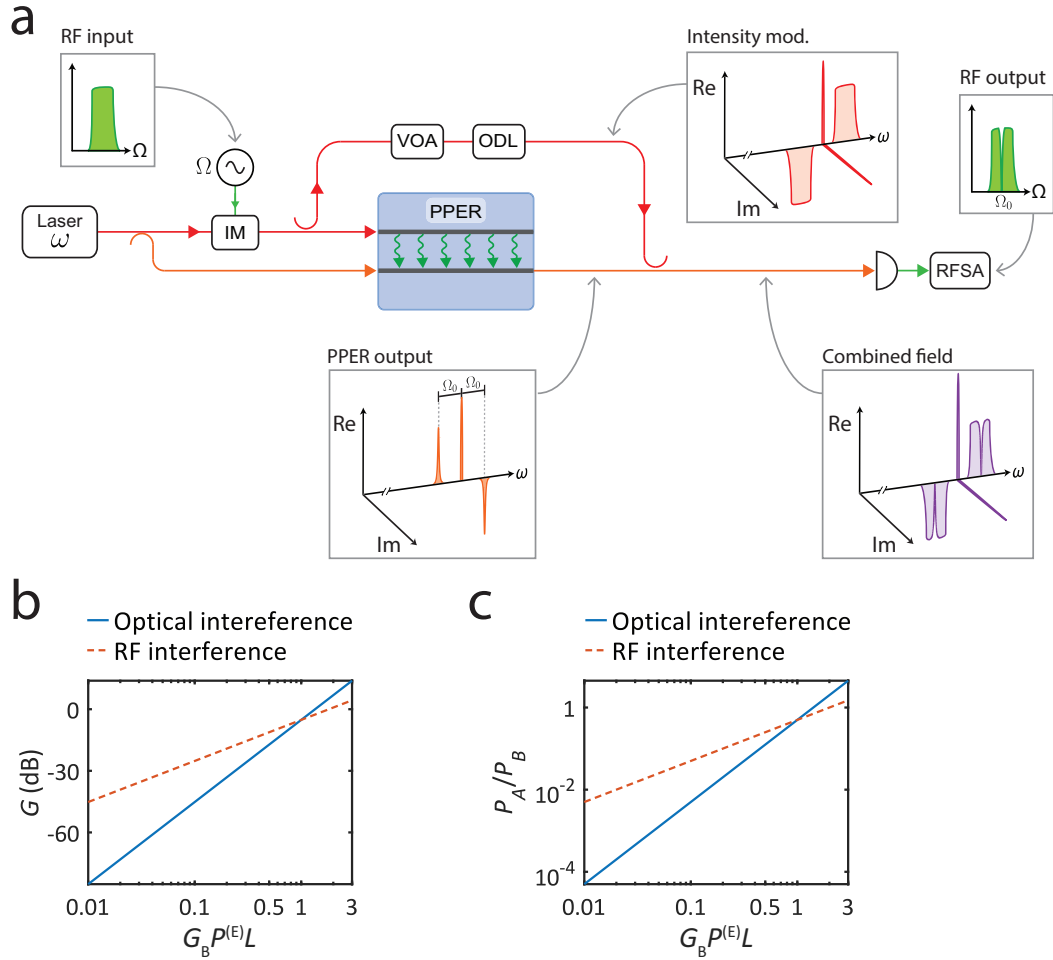 a
RF input
Ω
Ω
Laser
ω
IM
VOA
ODL
PPER
Intensity mod.
Re
ω
Im
RF output
Ω₀
Ω
RFSA
PPER output
Ω₀ Ω₀
Re
ω
Im
Combined field
Re
ω
Im
b
Optical intereference
RF interference
G (dB)
0
-30
-60
0.01 0.1 0.5 1 3
G_B P^(E) L
c
Optical intereference
RF interference
P_A/P_B
1
10^-2
10^-4
0.01 0.1 0.5 1 3
G_B P^(E) L